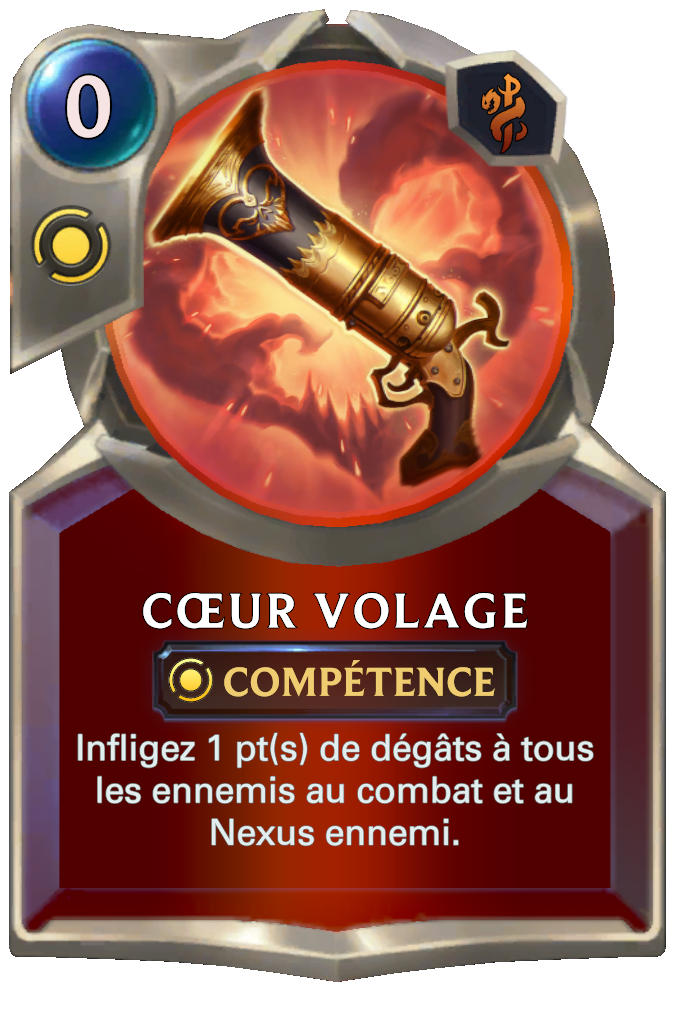 0
CŒUR VOLAGE
COMPÉTENCE
Infligez 1 pt(s) de dégâts à tous
les ennemis au combat et au
Nexus ennemi.